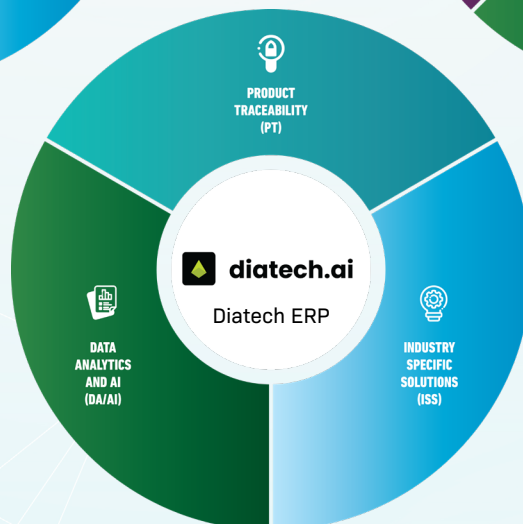 PRODUCT
TRACEABILITY
(PT)
diatech.ai
Diatech ERP
DATA
ANALYTICS
AND AI
(DA/AI)
INDUSTRY
SPECIFIC
SOLUTIONS
(ISS)